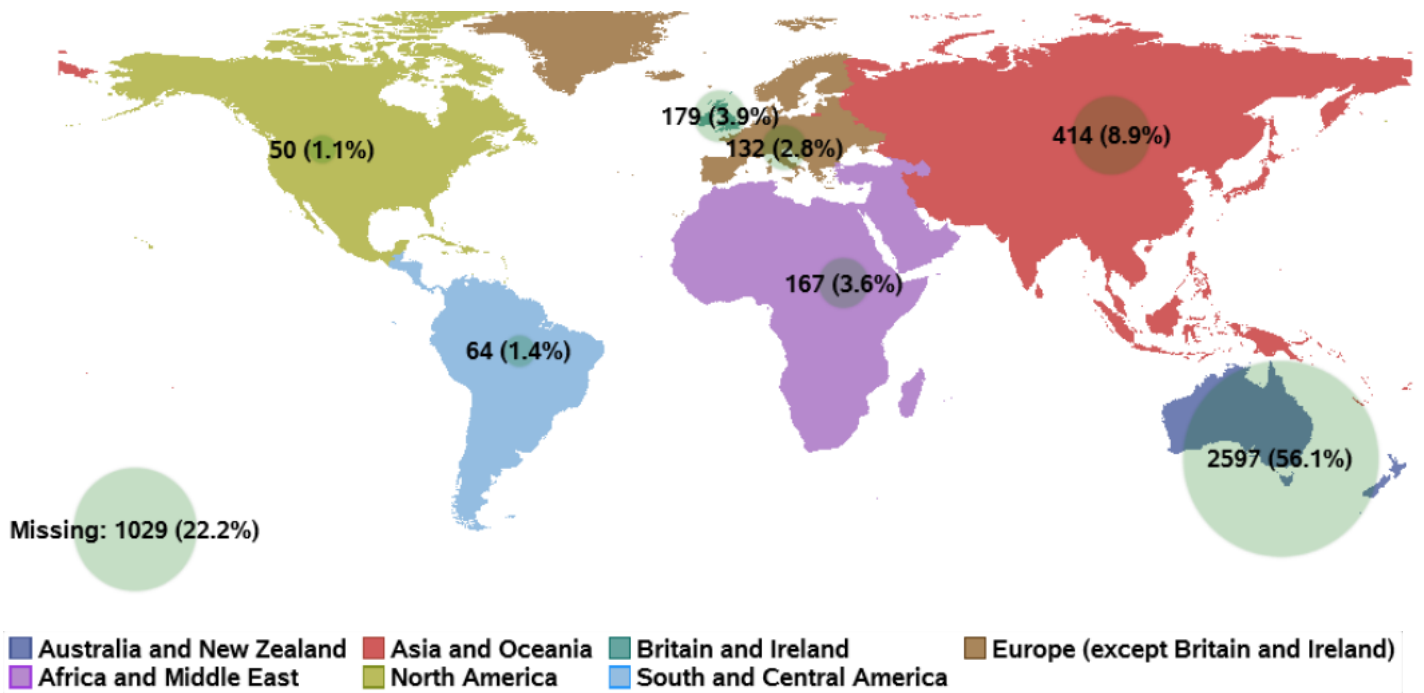 179 (3.9%)
414 (8.9%)
50 (1.1%)
132 (2.8%)
167 (3.6%)
64 (1.4%)
2597 (56.1%)
Missing: 1029 (22.2%)
Australia and New Zealand
Asia and Oceania
Britain and Ireland
Europe (except Britain and Ireland)
Africa and Middle East
North America
South and Central America